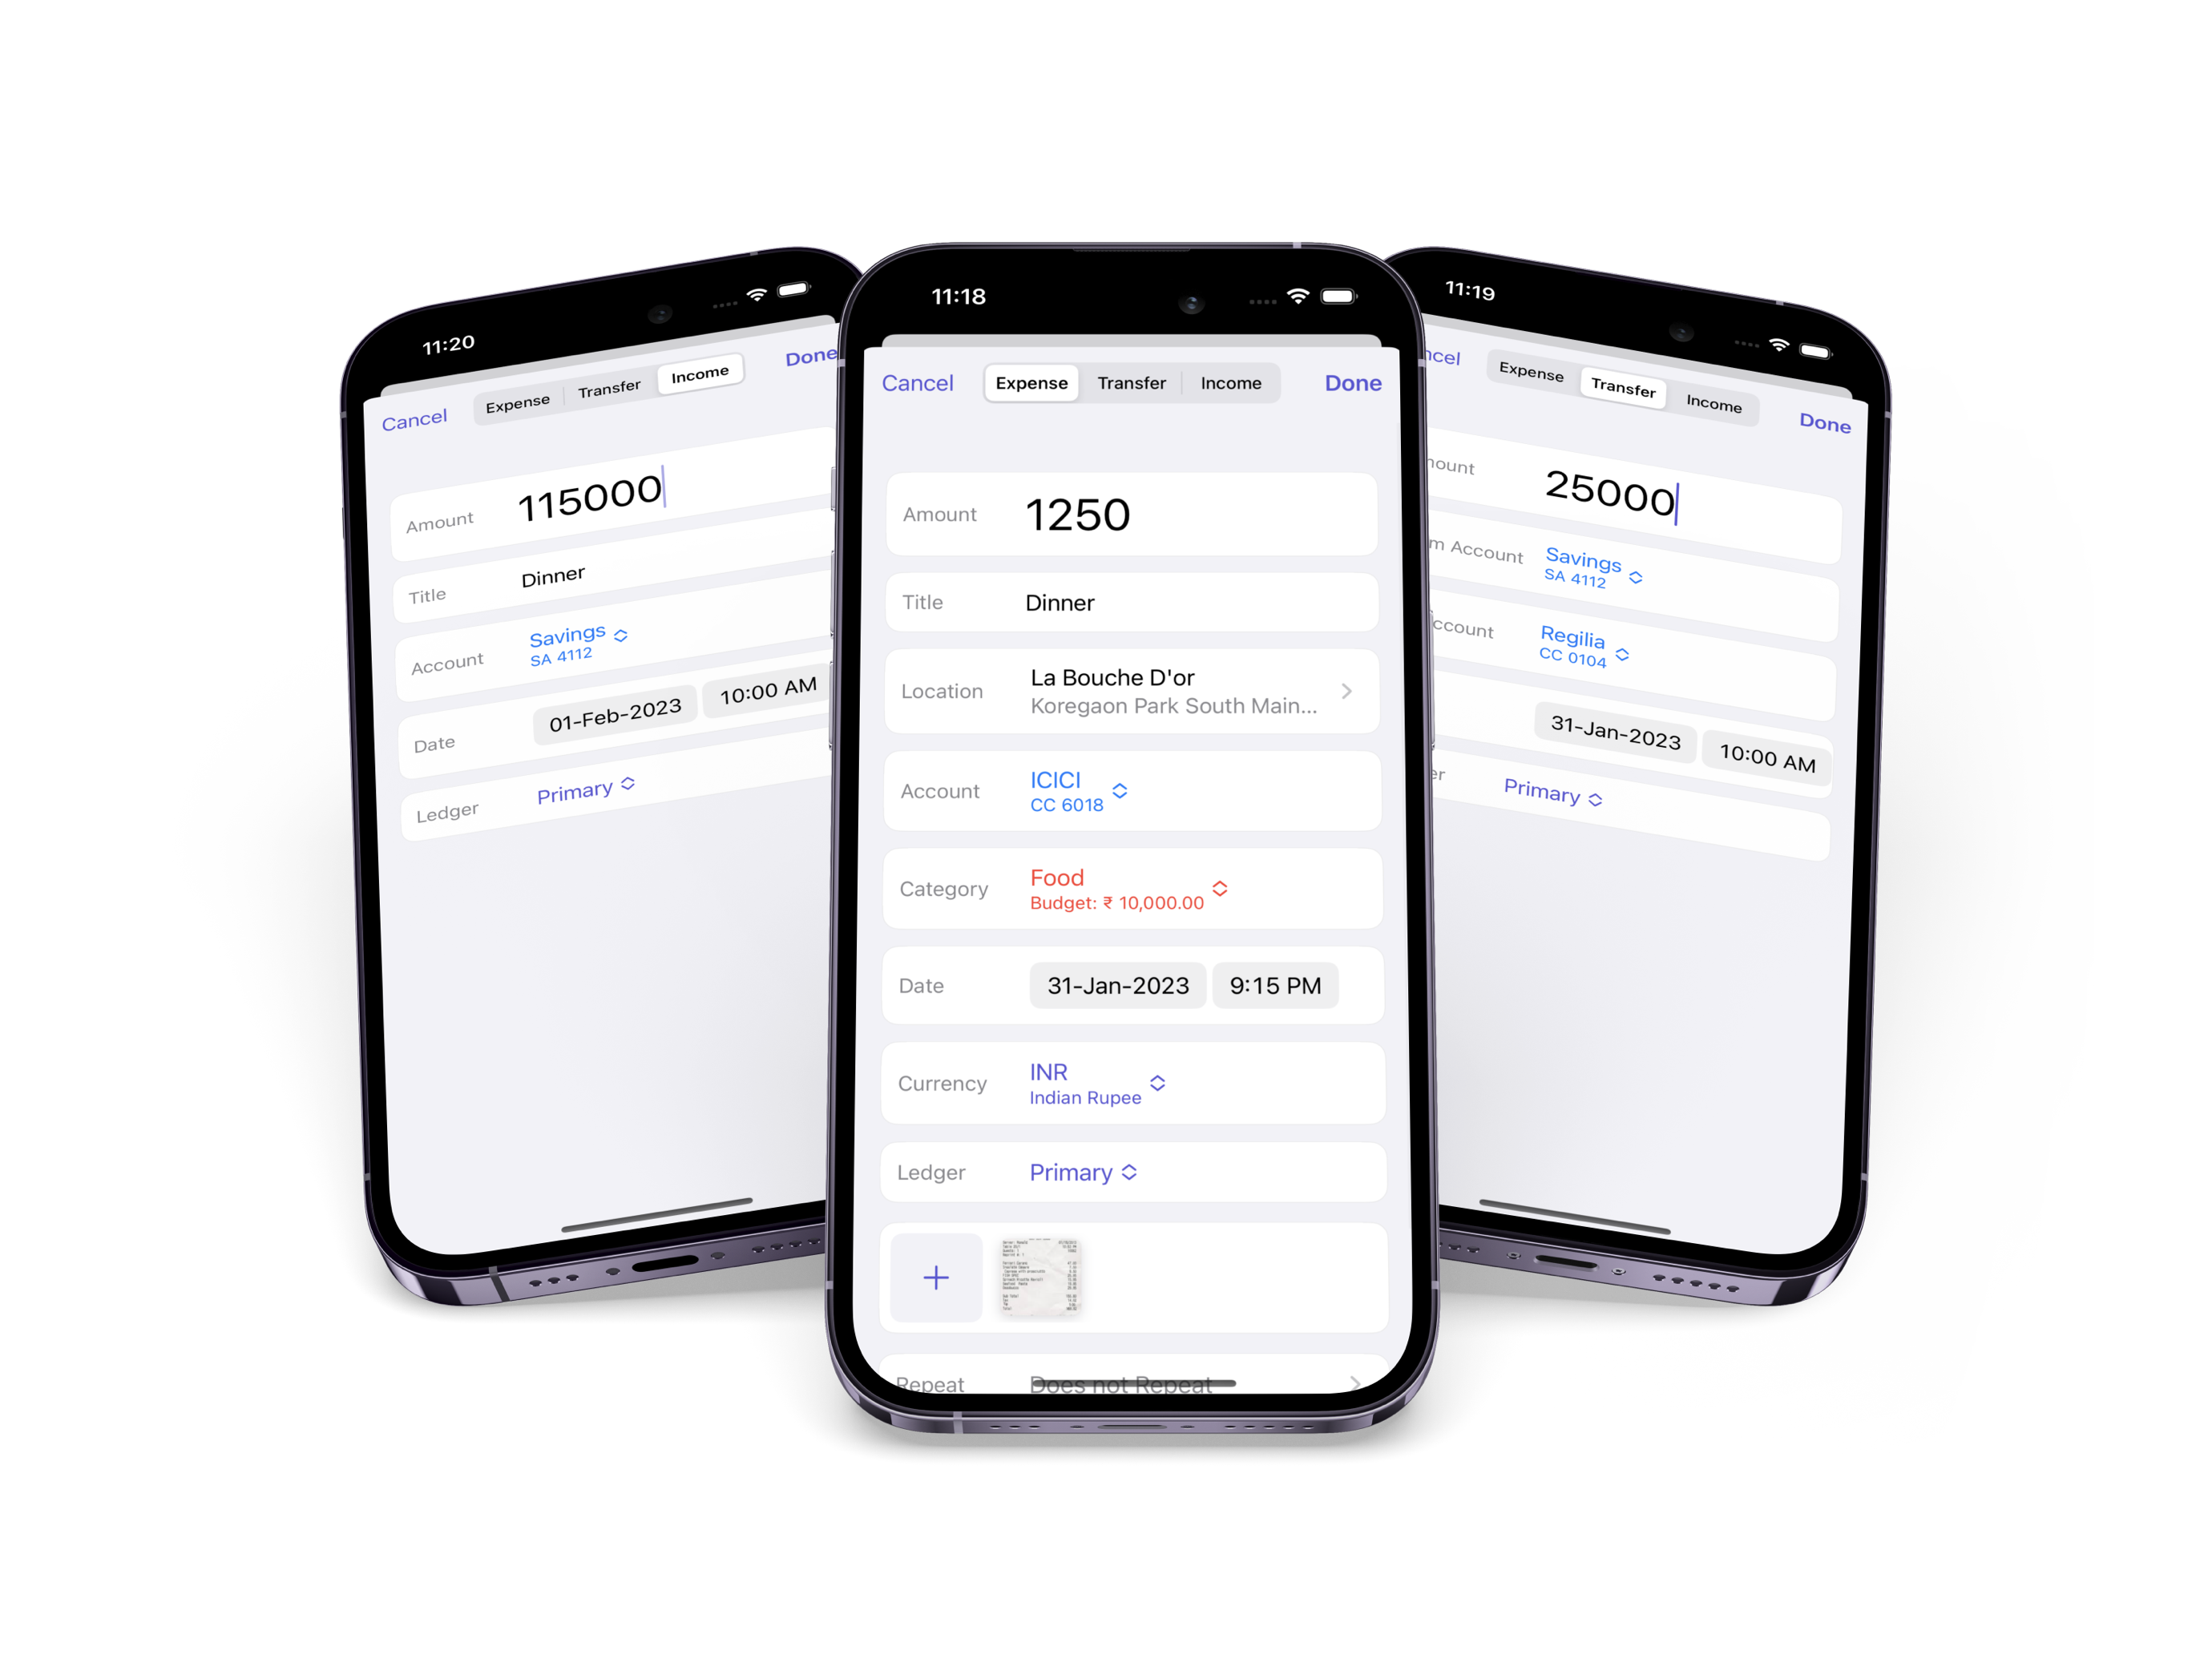 11:20
Cancel
Expense Transfer Income
Done
Amount 115000
Title Dinner
Account Savings
SA 4112
Date 01-Feb-2023 10:00 AM
Ledger Primary
11:18
Cancel
Expense Transfer Income
Done
Amount 1250
Title Dinner
Location La Bouche D'or
Koregaon Park South Main...
Account ICICI
CC 6018
Category Food
Budget: ₹ 10,000.00
Date 31-Jan-2023 9:15 PM
Currency INR
Indian Rupee
Ledger Primary
Repeat Does not Repeat
11:19
ncel
Expense Transfer Income
Done
nount 25000
m Account Savings
SA 4112
ccount Regilia
CC 0104
31-Jan-2023 10:00 AM
er Primary